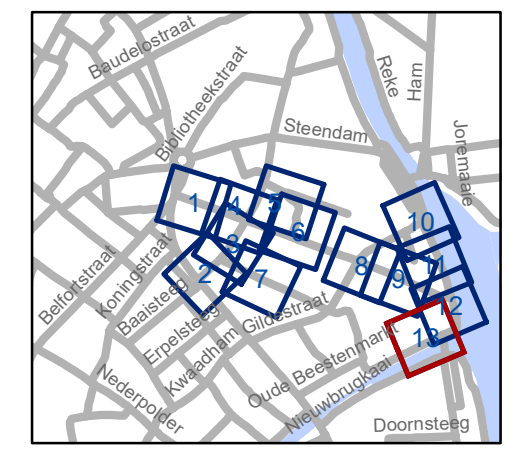 Baudelostraat
Bibliotheekstraat
Reke
Ham
Steendam
Joremaaie
1
4
5
6
3
2
7
8
9
10
11
12
13
Belfortstraat
Koningstraat
Baaisteeg
Erpelsteeg
Kwaadham
Gildestraat
Oude Beestenmarkt
Nieuwbrugkaai
Nederpolder
Doornsteeg